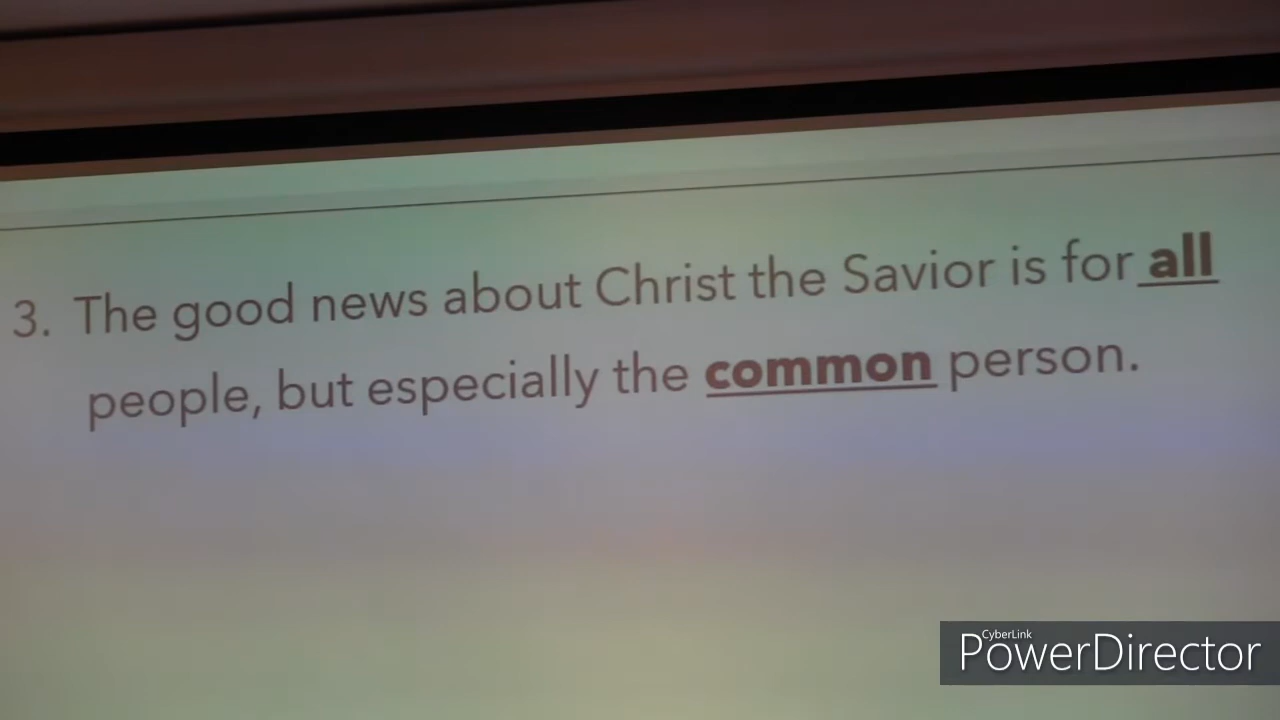 3. The good news about Christ the Savior is for all
people, but especially the common person.
CyberLink
PowerDirector